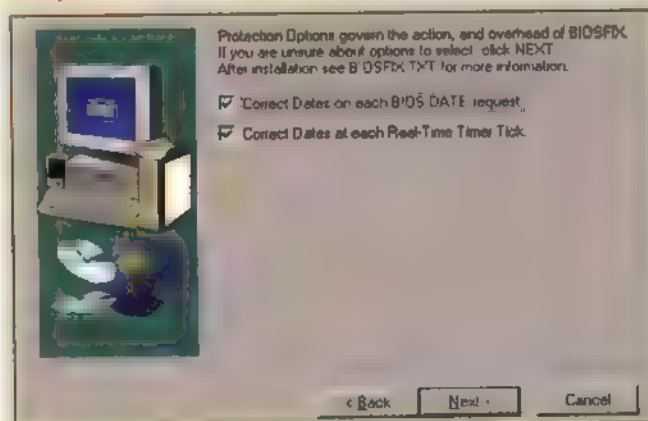 Protection Options govern the action, and overhead of BIOSFIX.
If you are unsure about options to select click NEXT
After installation see BIOSFIX.TXT for more information.
Correct Dates on each BIOS DATE request.
Correct Dates at each Real-Time Timer Tick.
< Back
Next >
Cancel